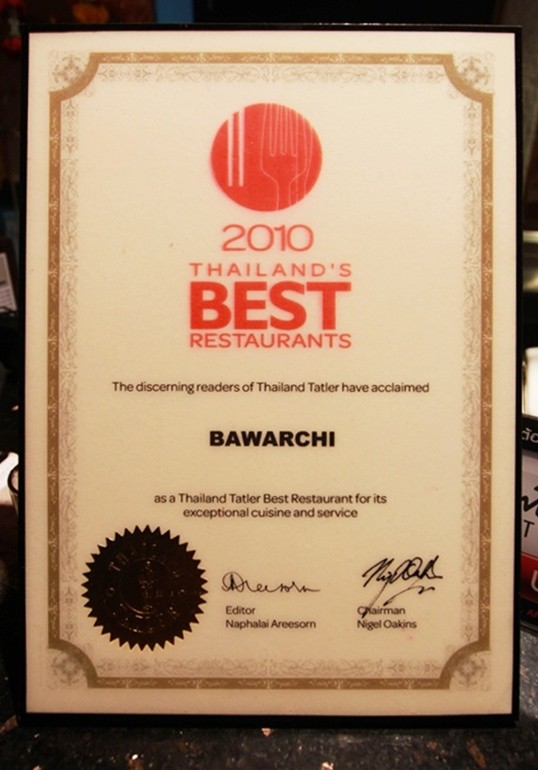 2010
THAILAND'S
BEST
RESTAURANTS
The discerning readers of Thailand Tatler have acclaimed
BAWARCHI
as a Thailand Tatler Best Restaurant for its
exceptional cuisine and service
Editor
Naphalai Areesorn
Chairman
Nigel Oakins